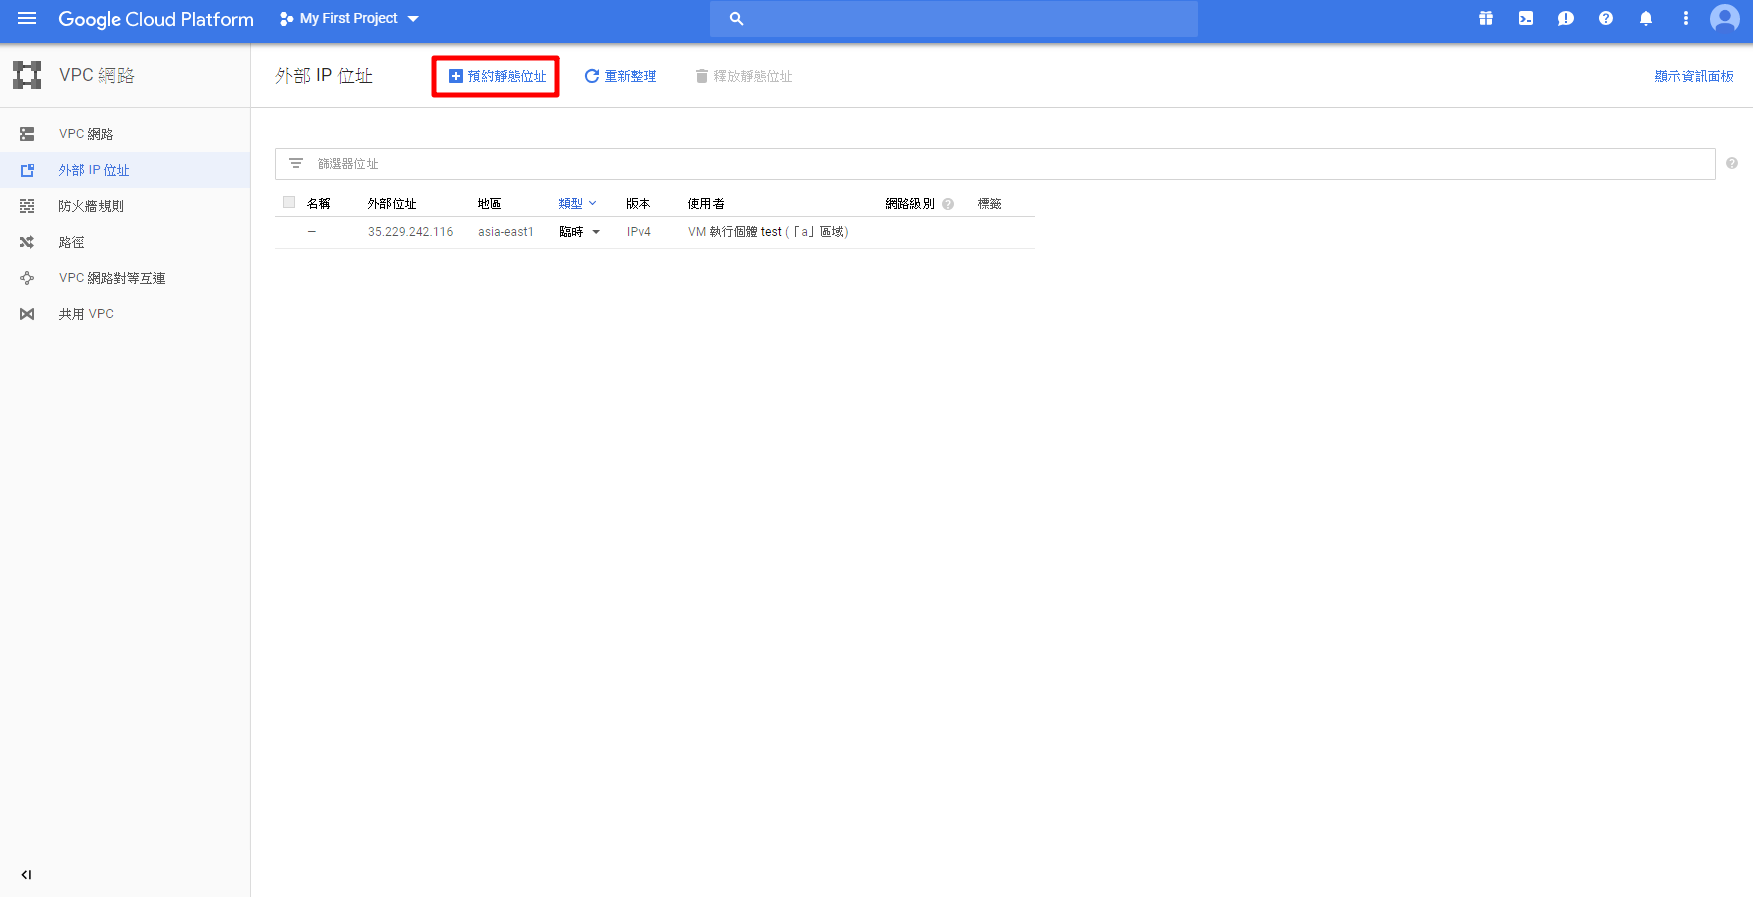 Google Cloud Platform
My First Project
VPC 網路
外部 IP 位址
預約靜態位址
重新整理
釋放靜態位址
顯示資訊面板
VPC 網路
外部 IP 位址
防火牆規則
路徑
VPC 網路對等互連
共用 VPC
篩選器位址
名稱 外部位址 地區 類型 版本 使用者 網路級別 標籤
— 35.229.242.116 asia-east1 臨時 IPv4 VM 執行個體 test (「a」區域)